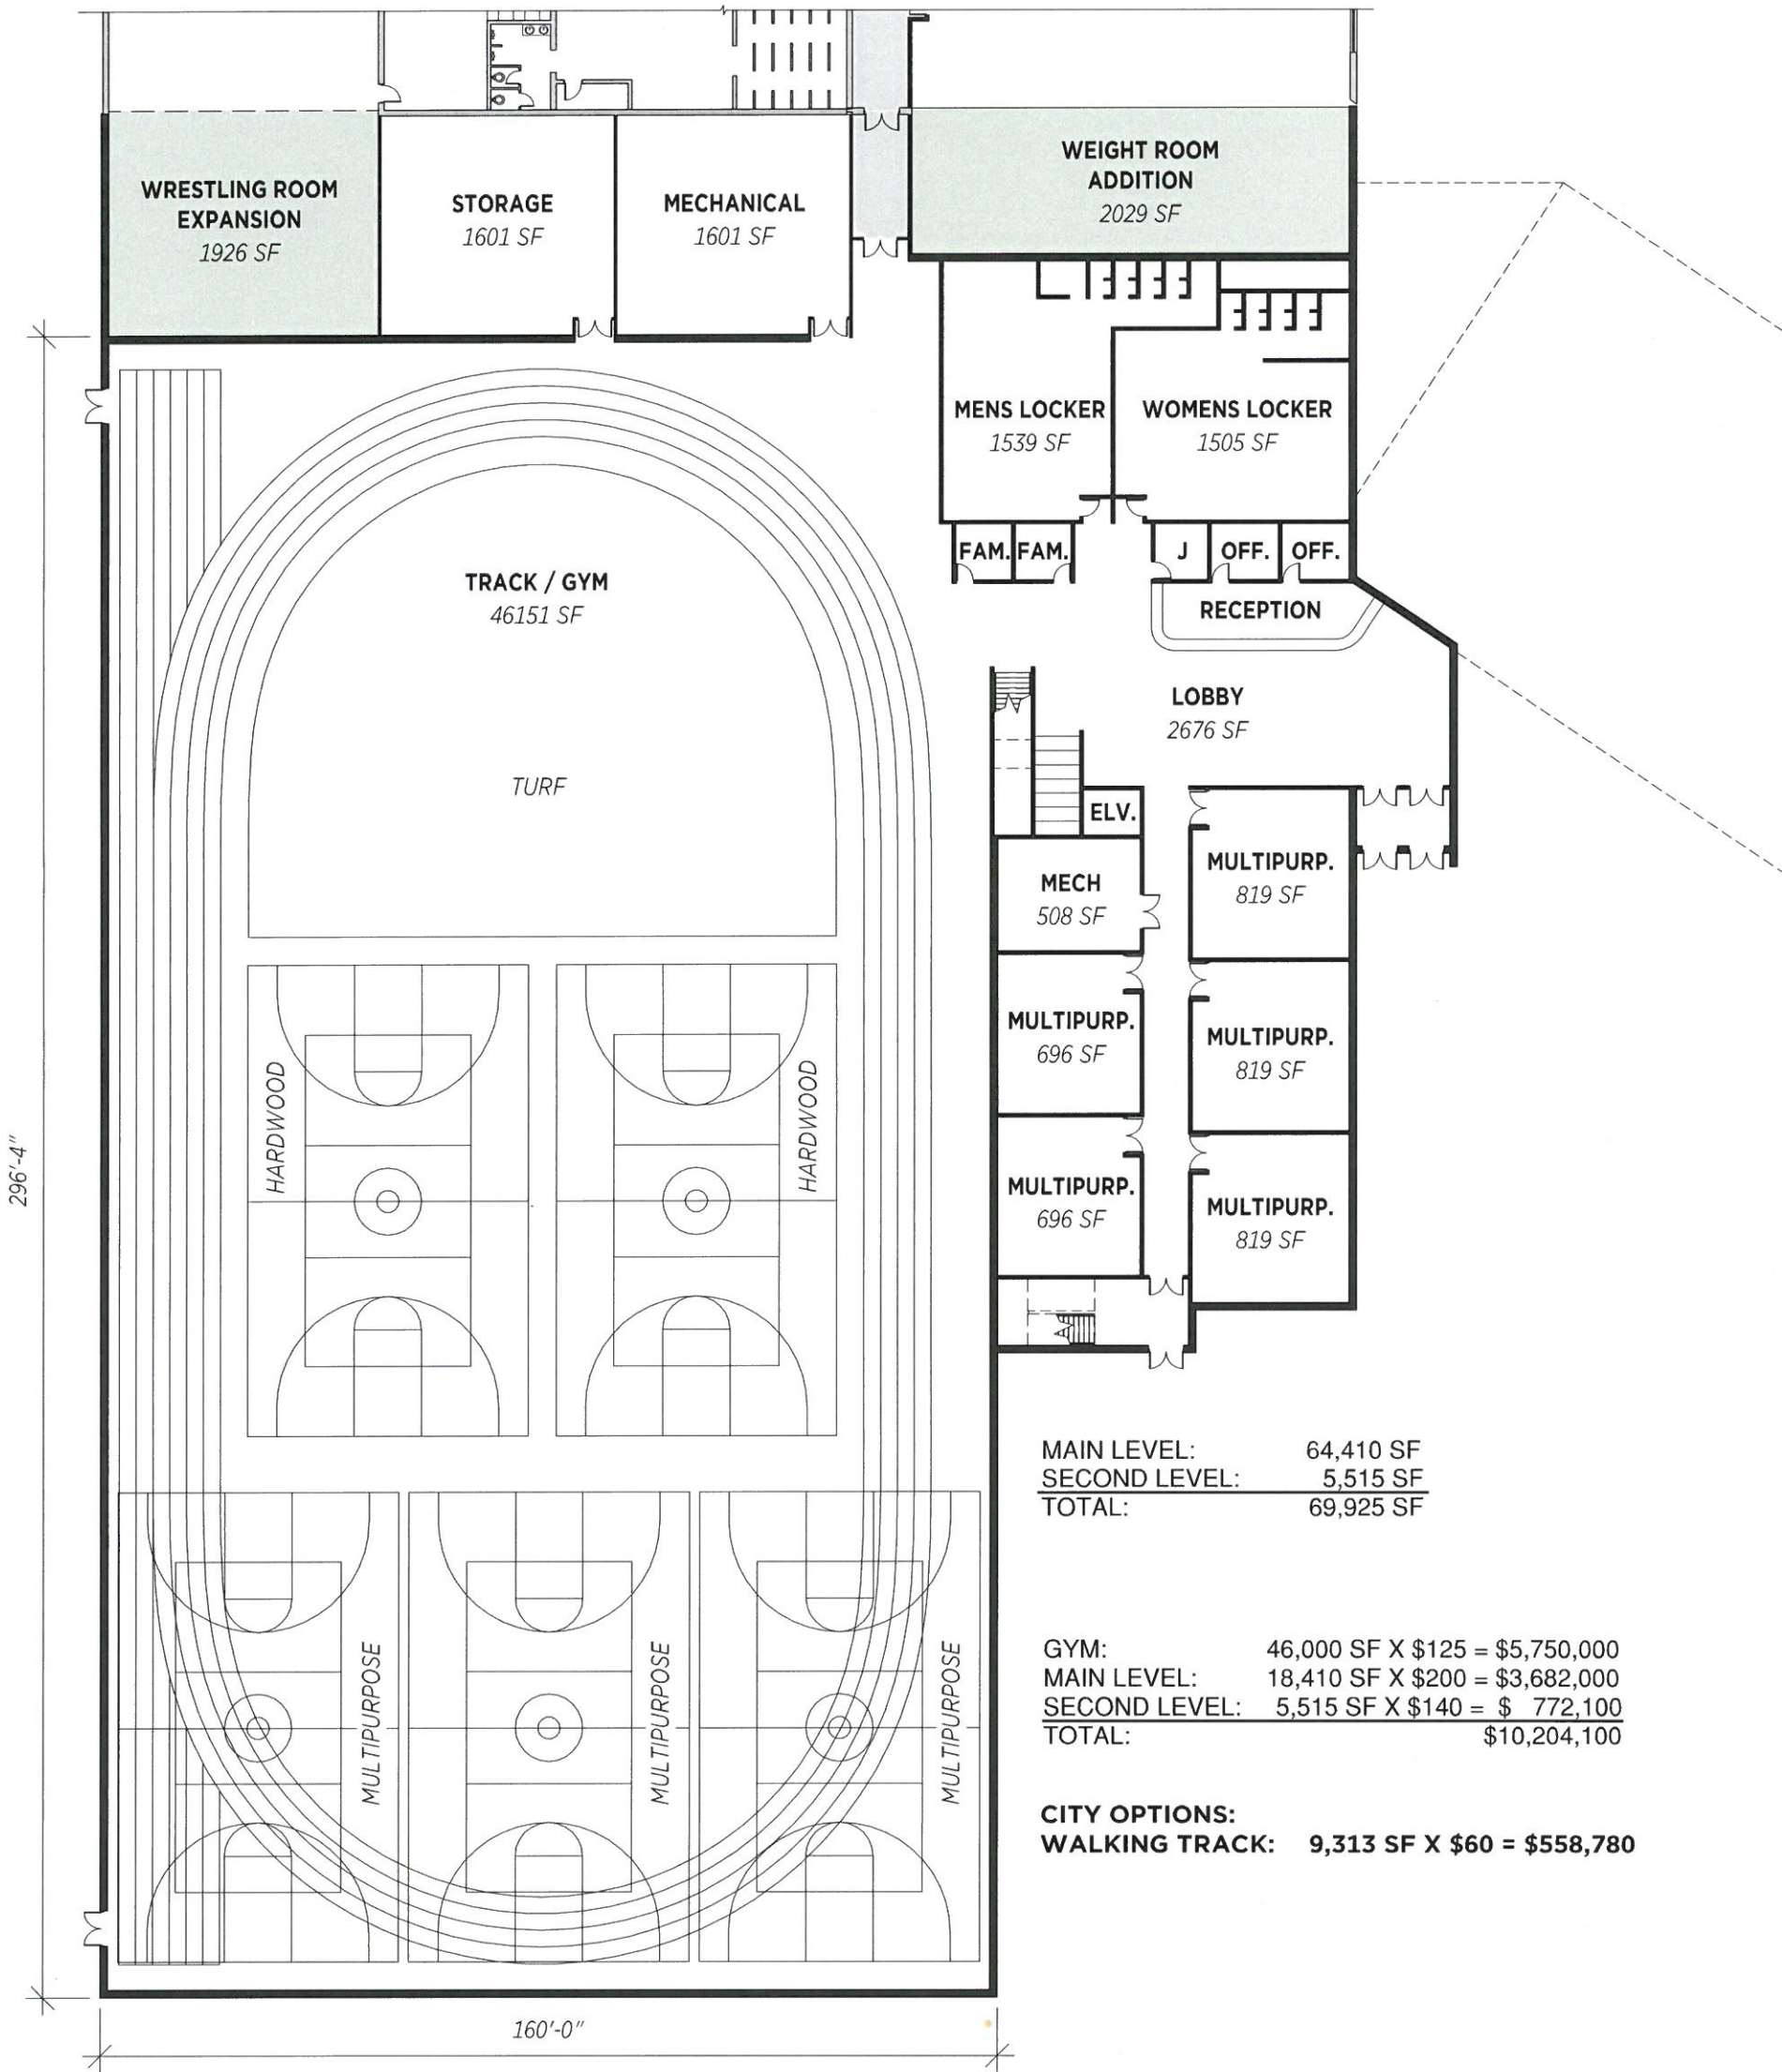 WRESTLING ROOM
EXPANSION
1926 SF
STORAGE
1601 SF
MECHANICAL
1601 SF
WEIGHT ROOM
ADDITION
2029 SF
MENS LOCKER
1539 SF
WOMENS LOCKER
1505 SF
FAM.
FAM.
J
OFF.
OFF.
RECEPTION
TRACK / GYM
46151 SF
TURF
LOBBY
2676 SF
ELV.
MECH
508 SF
MULTIPURP.
819 SF
MULTIPURP.
696 SF
MULTIPURP.
819 SF
MULTIPURP.
696 SF
MULTIPURP.
819 SF
HARDWOOD
HARDWOOD
296'-4"
MULTIPURPOSE
MULTIPURPOSE
MULTIPURPOSE
160'-0"
MAIN LEVEL: 64,410 SF
SECOND LEVEL: 5,515 SF
TOTAL: 69,925 SF
GYM: 46,000 SF X $125 = $5,750,000
MAIN LEVEL: 18,410 SF X $200 = $3,682,000
SECOND LEVEL: 5,515 SF X $140 = $ 772,100
TOTAL: $10,204,100
CITY OPTIONS:
WALKING TRACK: 9,313 SF X $60 = $558,780